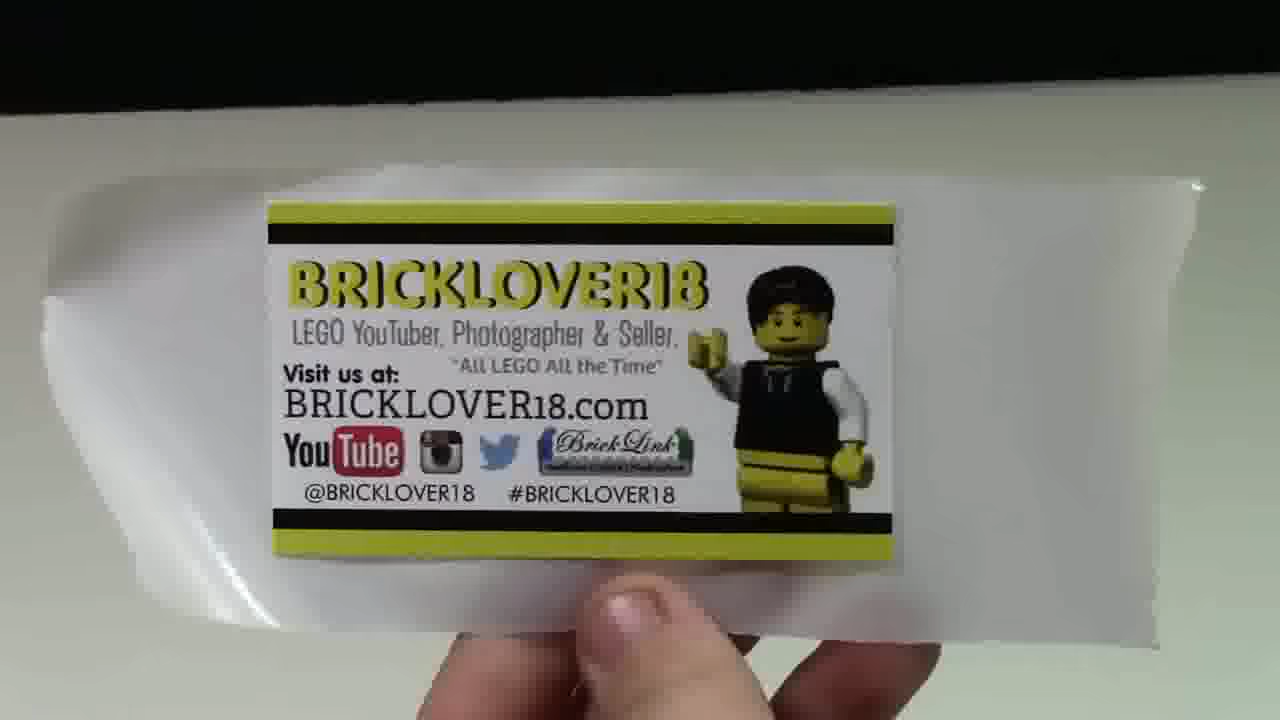 BRICKLOVER18
LEGO YouTuber, Photographer & Seller.
"All LEGO All the Time"
Visit us at:
BRICKLOVER18.com
YouTube BrickLink
@BRICKLOVER18 #BRICKLOVER18